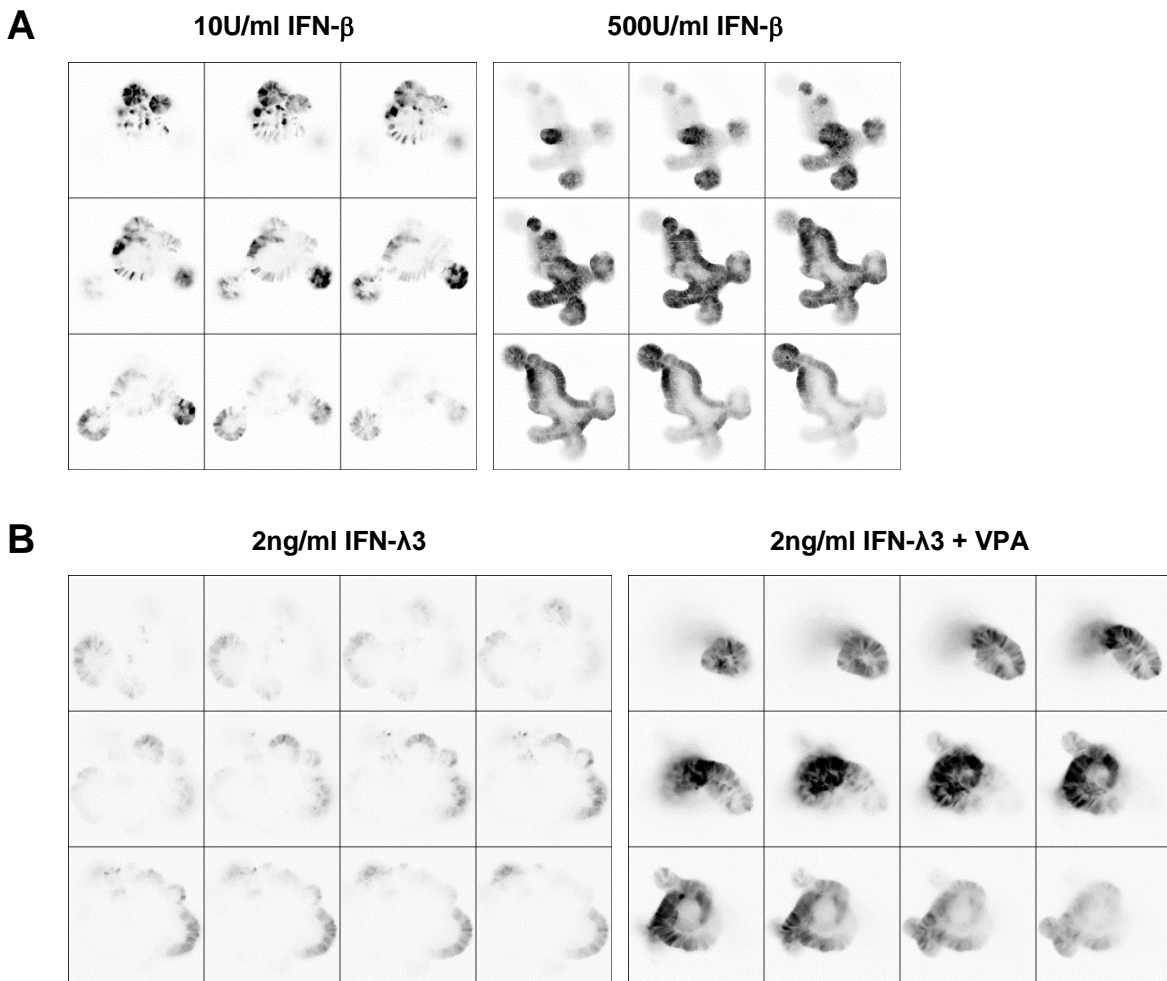 A
10U/ml IFN-β
500U/ml IFN-β
B
2ng/ml IFN-λ3
2ng/ml IFN-λ3 + VPA